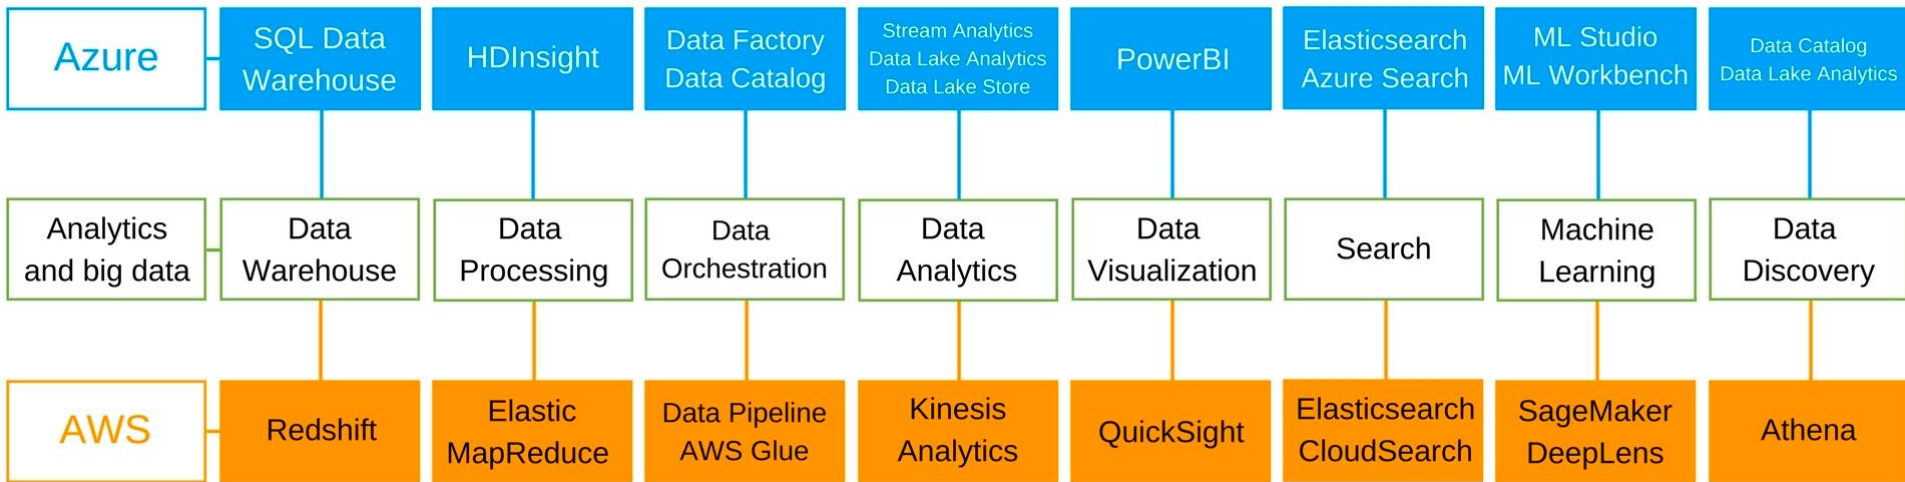 Azure
SQL Data
Warehouse
HDInsight
Data Factory
Data Catalog
Stream Analytics
Data Lake Analytics
Data Lake Store
PowerBI
Elasticsearch
Azure Search
ML Studio
ML Workbench
Data Catalog
Data Lake Analytics
Analytics
and big data
Data
Warehouse
Data
Processing
Data
Orchestration
Data
Analytics
Data
Visualization
Search
Machine
Learning
Data
Discovery
AWS
Redshift
Elastic
MapReduce
Data Pipeline
AWS Glue
Kinesis
Analytics
QuickSight
Elasticsearch
CloudSearch
SageMaker
DeepLens
Athena